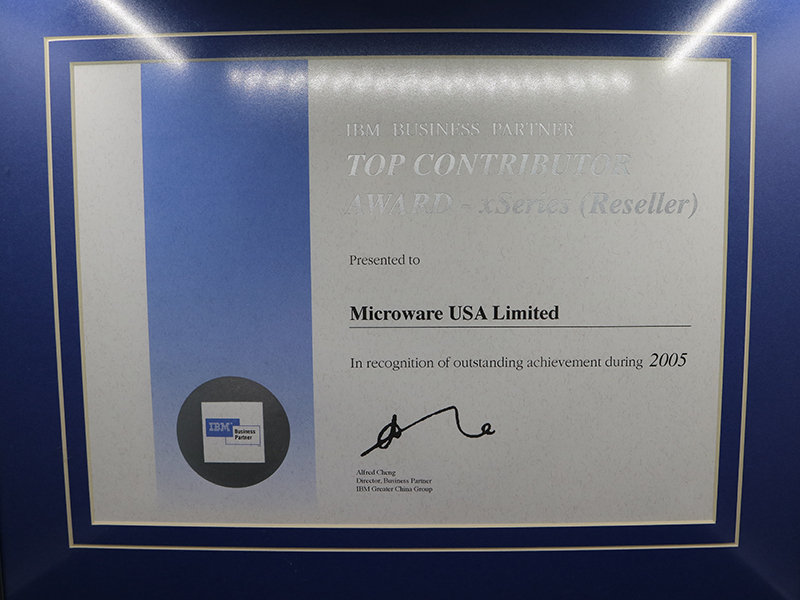 IBM BUSINESS PARTNER
TOP CONTRIBUTOR
AWARD - xSeries (Reseller)
Presented to
Microware USA Limited
In recognition of outstanding achievement during 2005
IBM
Business
Partner
Alfred Cheng
Director, Business Partner
IBM Greater China Group